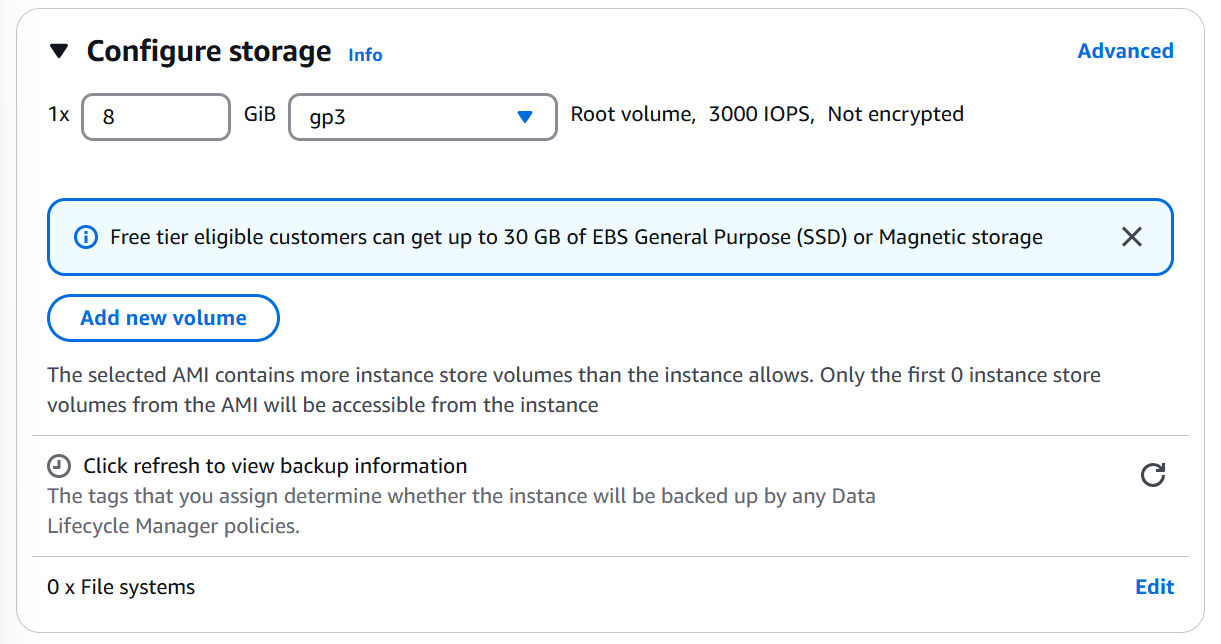 Configure storage Info Advanced
1x 8 GiB gp3 Root volume, 3000 IOPS, Not encrypted
Free tier eligible customers can get up to 30 GB of EBS General Purpose (SSD) or Magnetic storage
Add new volume
The selected AMI contains more instance store volumes than the instance allows. Only the first 0 instance store
volumes from the AMI will be accessible from the instance
Click refresh to view backup information
The tags that you assign determine whether the instance will be backed up by any Data
Lifecycle Manager policies.
0 x File systems Edit